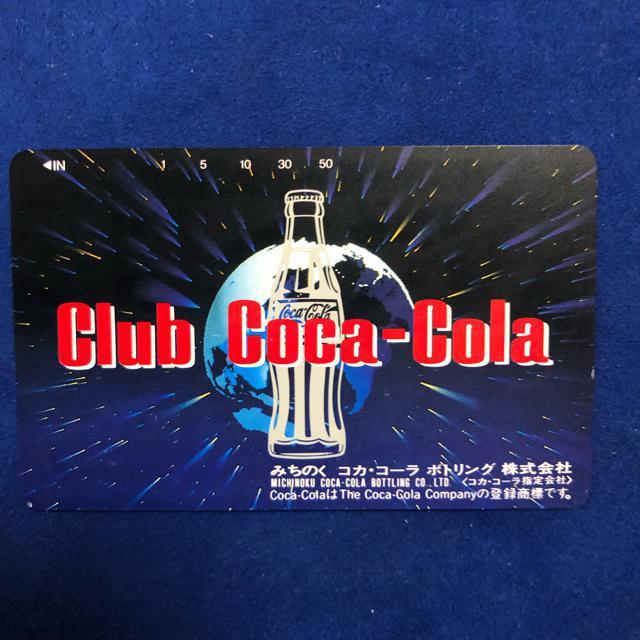 ◀IN 1 5 10 30 50
Coca-Cola
Club Coca-Cola
みちのく コカ・コーラ ボトリング 株式会社
MICHINOKU COCA-COLA BOTTLING CO. LTD 〈コカ・コーラ指定会社〉
Coca-ColaはThe Coca-Cola Companyの登録商標です。